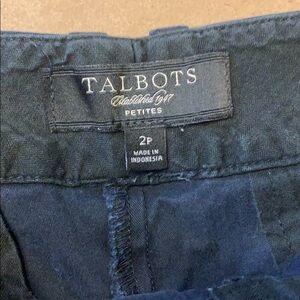 TALBOTS
Established 1947
PETITES
2P
MADE IN
INDONESIA